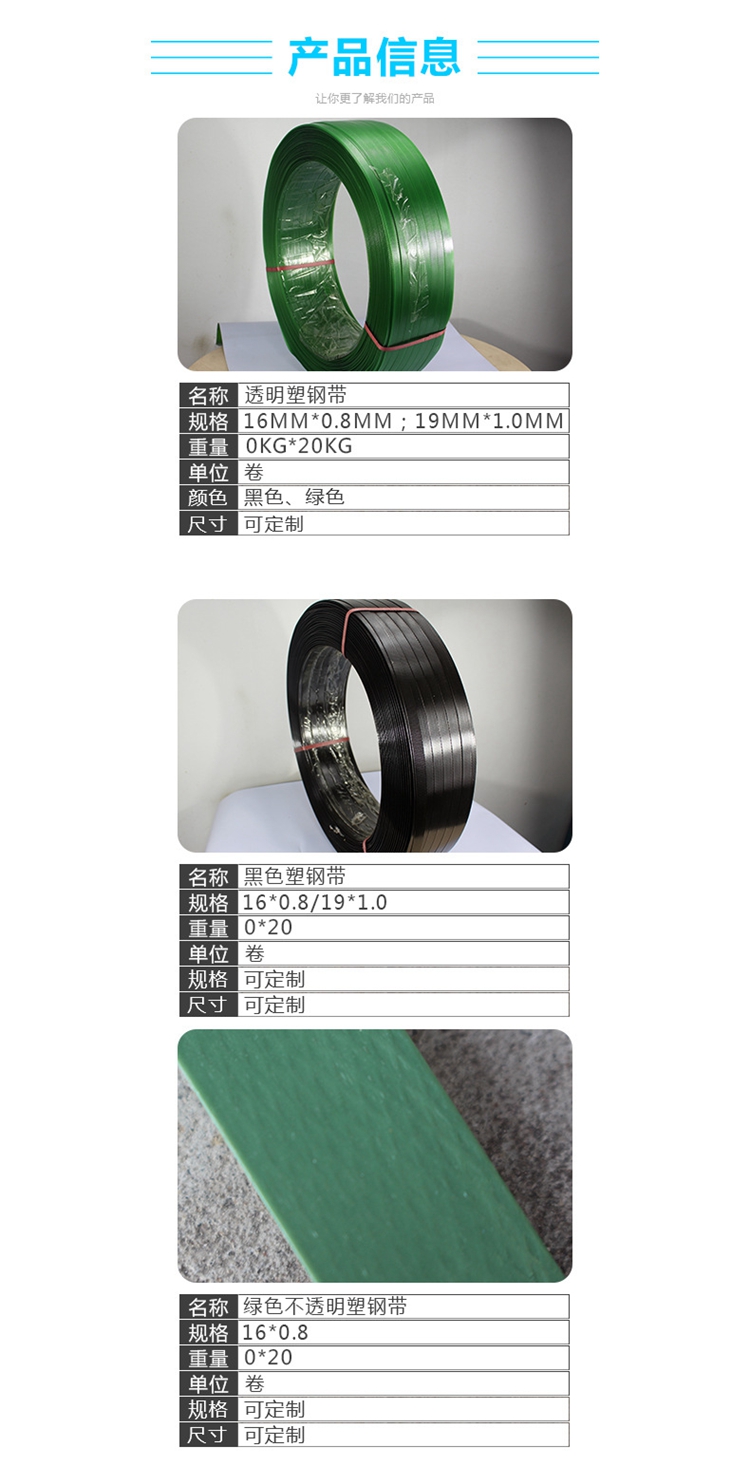 产品信息
让你更了解我们的产品
名称 透明塑钢带
规格 16MM*0.8MM；19MM*1.0MM
重量 0KG*20KG
单位 卷
颜色 黑色、绿色
尺寸 可定制
名称 黑色塑钢带
规格 16*0.8/19*1.0
重量 0*20
单位 卷
规格 可定制
尺寸 可定制
名称 绿色不透明塑钢带
规格 16*0.8
重量 0*20
单位 卷
规格 可定制
尺寸 可定制